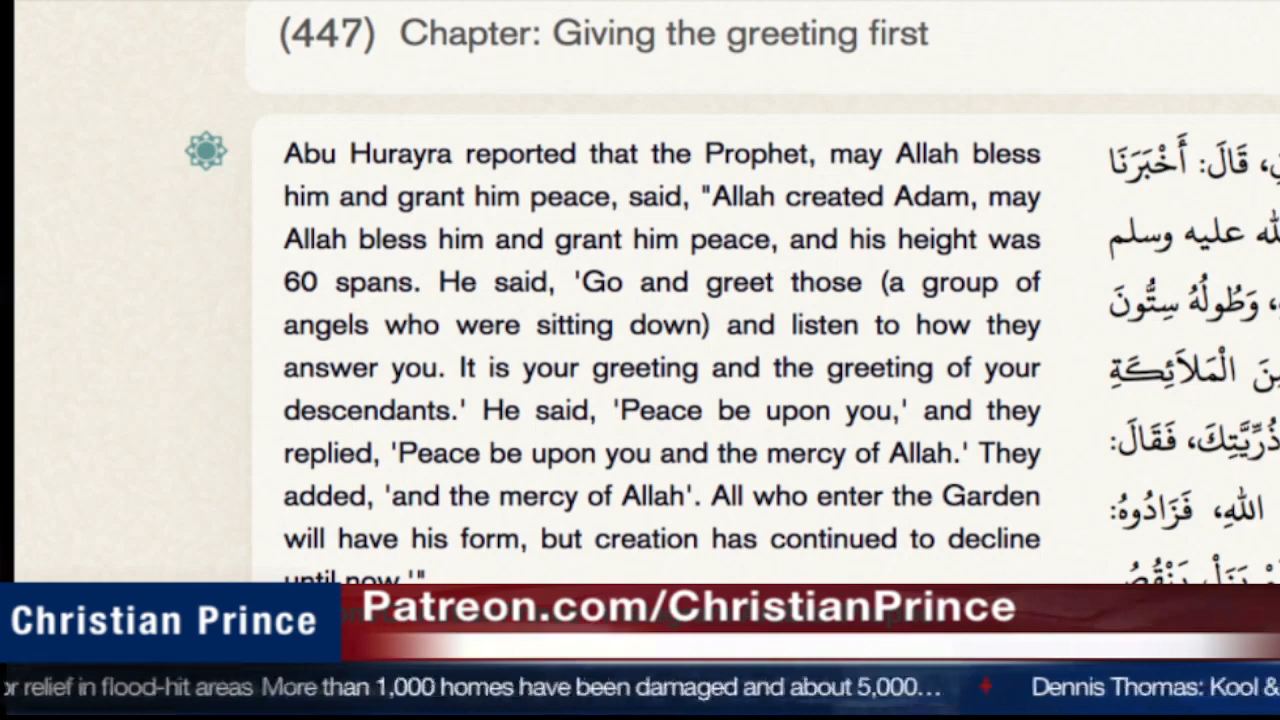 (447) Chapter: Giving the greeting first
Abu Hurayra reported that the Prophet, may Allah bless
him and grant him peace, said, "Allah created Adam, may
Allah bless him and grant him peace, and his height was
60 spans. He said, 'Go and greet those (a group of
angels who were sitting down) and listen to how they
answer you. It is your greeting and the greeting of your
descendants.' He said, 'Peace be upon you,' and they
replied, 'Peace be upon you and the mercy of Allah.' They
added, 'and the mercy of Allah'. All who enter the Garden
will have his form, but creation has continued to decline
until now.'"
قَالَ: أَخْبَرَنَا
الله عليه وسلم
وَطُولُهُ سِتُّونَ
الْمَلاَئِكَةِ
ذُرِّيَّتِكَ، فَقَالَ:
اللهِ، فَزَادُوهُ:
Christian Prince
Patreon.com/ChristianPrince
or relief in flood-hit areas More than 1,000 homes have been damaged and about 5,000... Dennis Thomas: Kool &